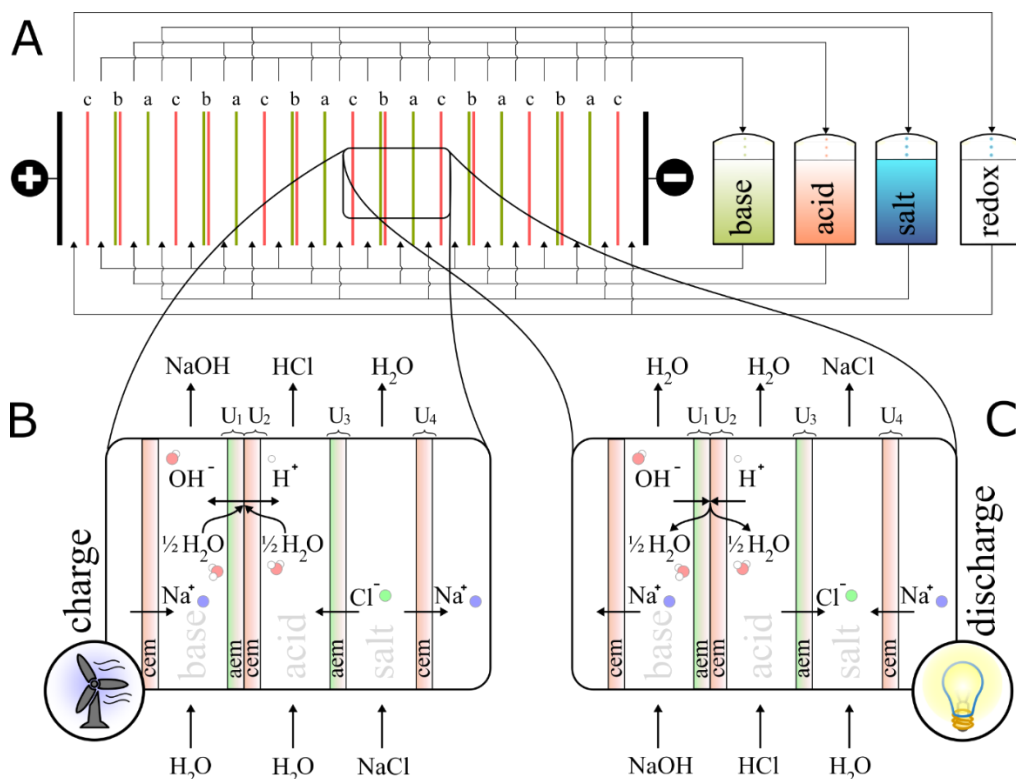 A
c b a c b a c b a c b a c b a c b a c
+
−
base
acid
salt
redox
B
NaOH HCl H₂O
U₁ U₂ U₃ U₄
OH⁻ H⁺
½ H₂O ½ H₂O
Na⁺ Cl⁻ Na⁺
cem base aem cem acid aem salt cem
charge
H₂O H₂O NaCl
C
H₂O H₂O NaCl
U₁ U₂ U₃ U₄
OH⁻ H⁺
½ H₂O ½ H₂O
Na⁺ Cl⁻ Na⁺
cem base aem cem acid aem salt cem
discharge
NaOH HCl H₂O